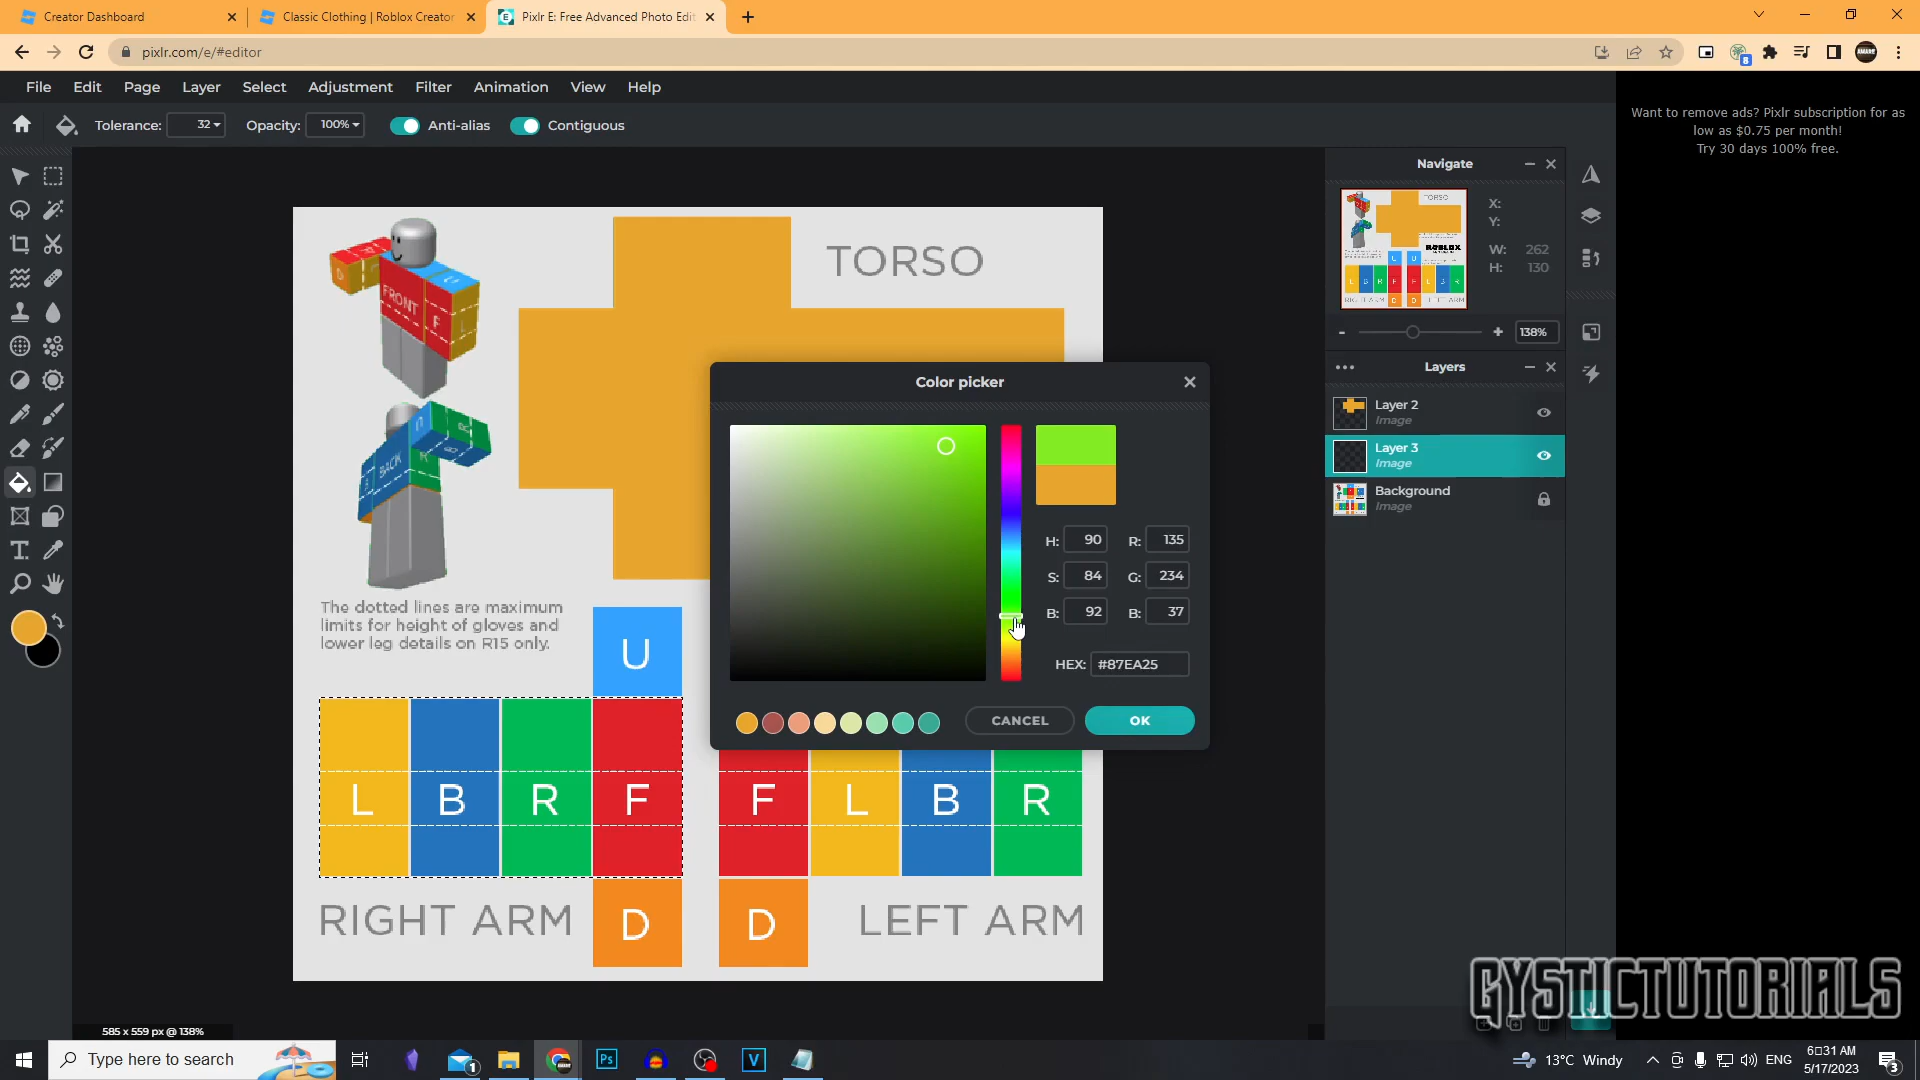 Creator Dashboard
Classic Clothing | Roblox Creator
Pixlr E: Free Advanced Photo Edit
pixlr.com/e/#editor
8
File
Edit
Page
Layer
Select
Adjustment
Filter
Animation
View
Help
Tolerance:
32
Opacity:
100%
Anti-alias
Contiguous
Want to remove ads? Pixlr subscription for as
low as $0.75 per month!
Try 30 days 100% free.
Navigate
X:
Y:
W: 262
H: 130
138%
Layers
Layer 2
Image
Layer 3
Image
Background
Image
TORSO
FRONT
F
L
BACK
R
B
The dotted lines are maximum
limits for height of gloves and
lower leg details on R15 only.
U
L B R F
F L B R
RIGHT ARM
D
D
LEFT ARM
Color picker
H: 90
R: 135
S: 84
G: 234
B: 92
B: 37
HEX: #87EA25
CANCEL
OK
585 x 559 px @ 138%
GYSTICTUTORIALS
Type here to search
1
Ps
V
13°C Windy
ENG
6:31 AM
5/17/2023
3